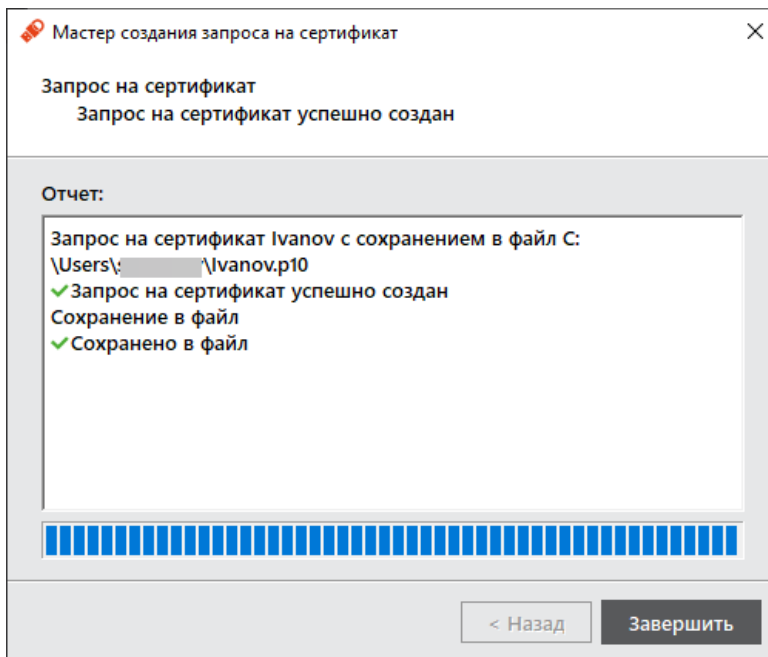 Мастер создания запроса на сертификат
Запрос на сертификат
Запрос на сертификат успешно создан
Отчет:
Запрос на сертификат Ivanov с сохранением в файл C:
\Users\ \Ivanov.p10
Запрос на сертификат успешно создан
Сохранение в файл
Сохранено в файл
< Назад
Завершить